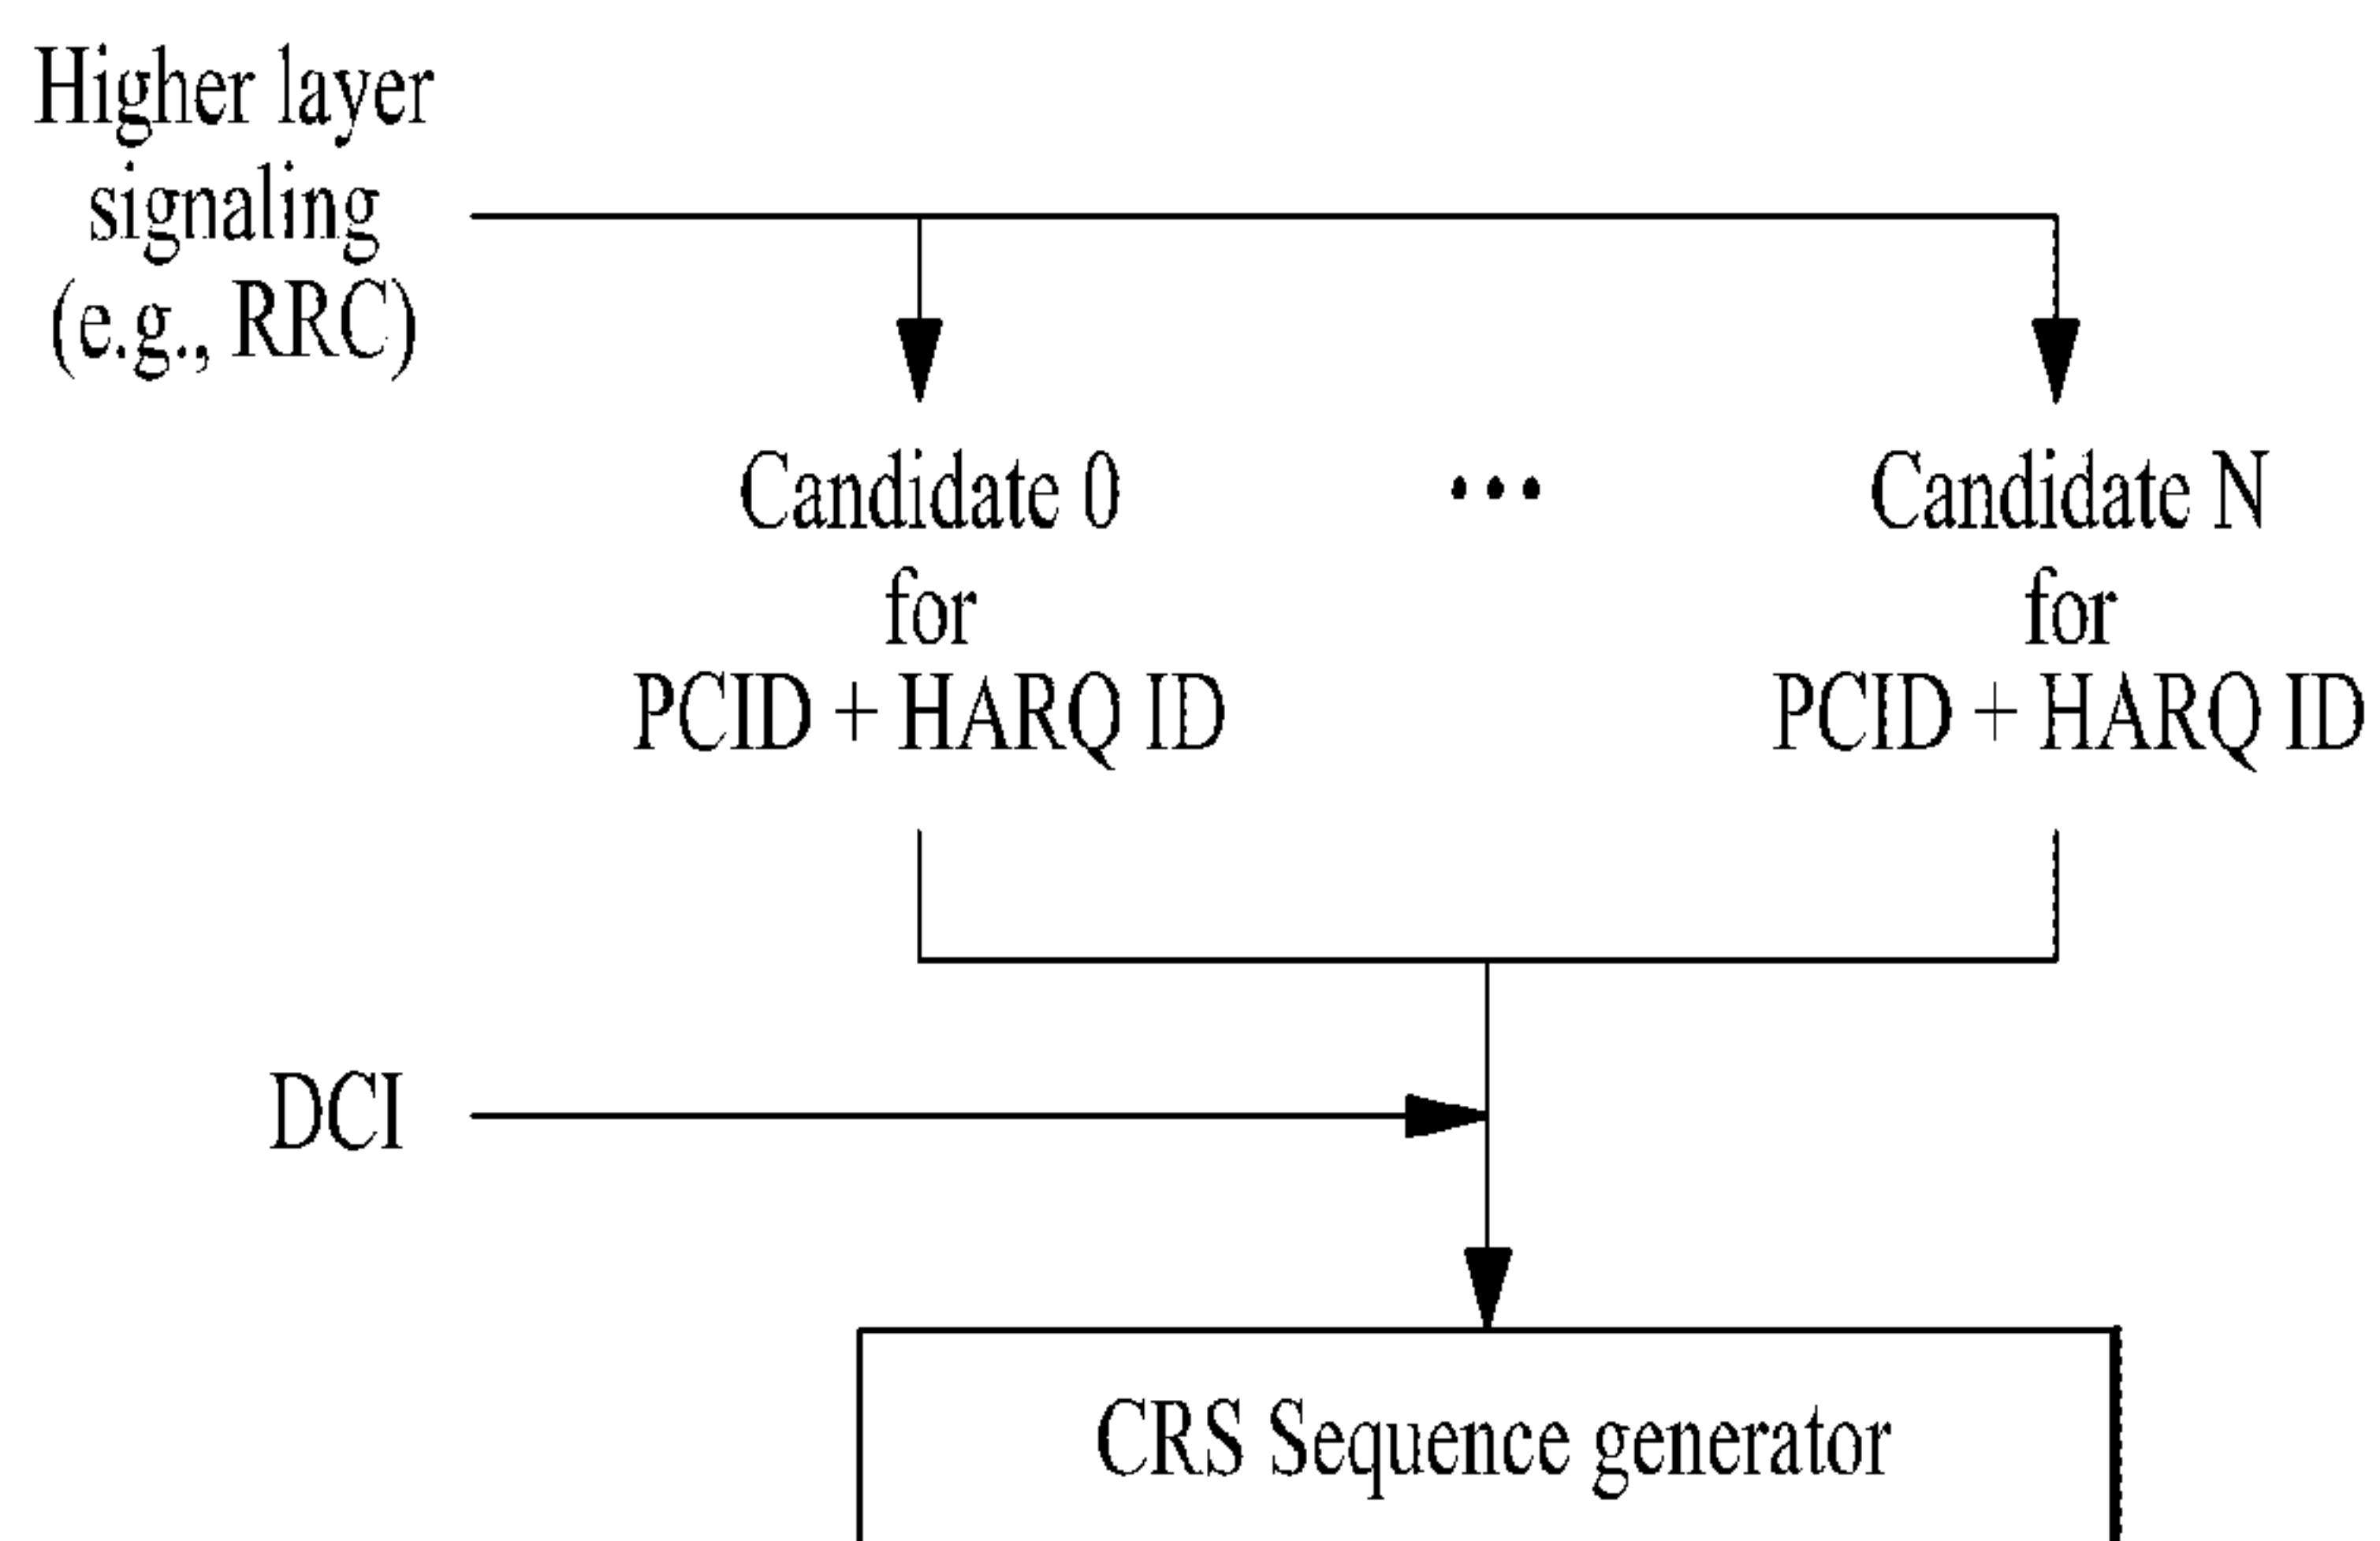 Higher layer
signaling
(e.g., RRC)
Candidate 0
for
PCID + HARQ ID
...
Candidate N
for
PCID + HARQ ID
DCI
CRS Sequence generator